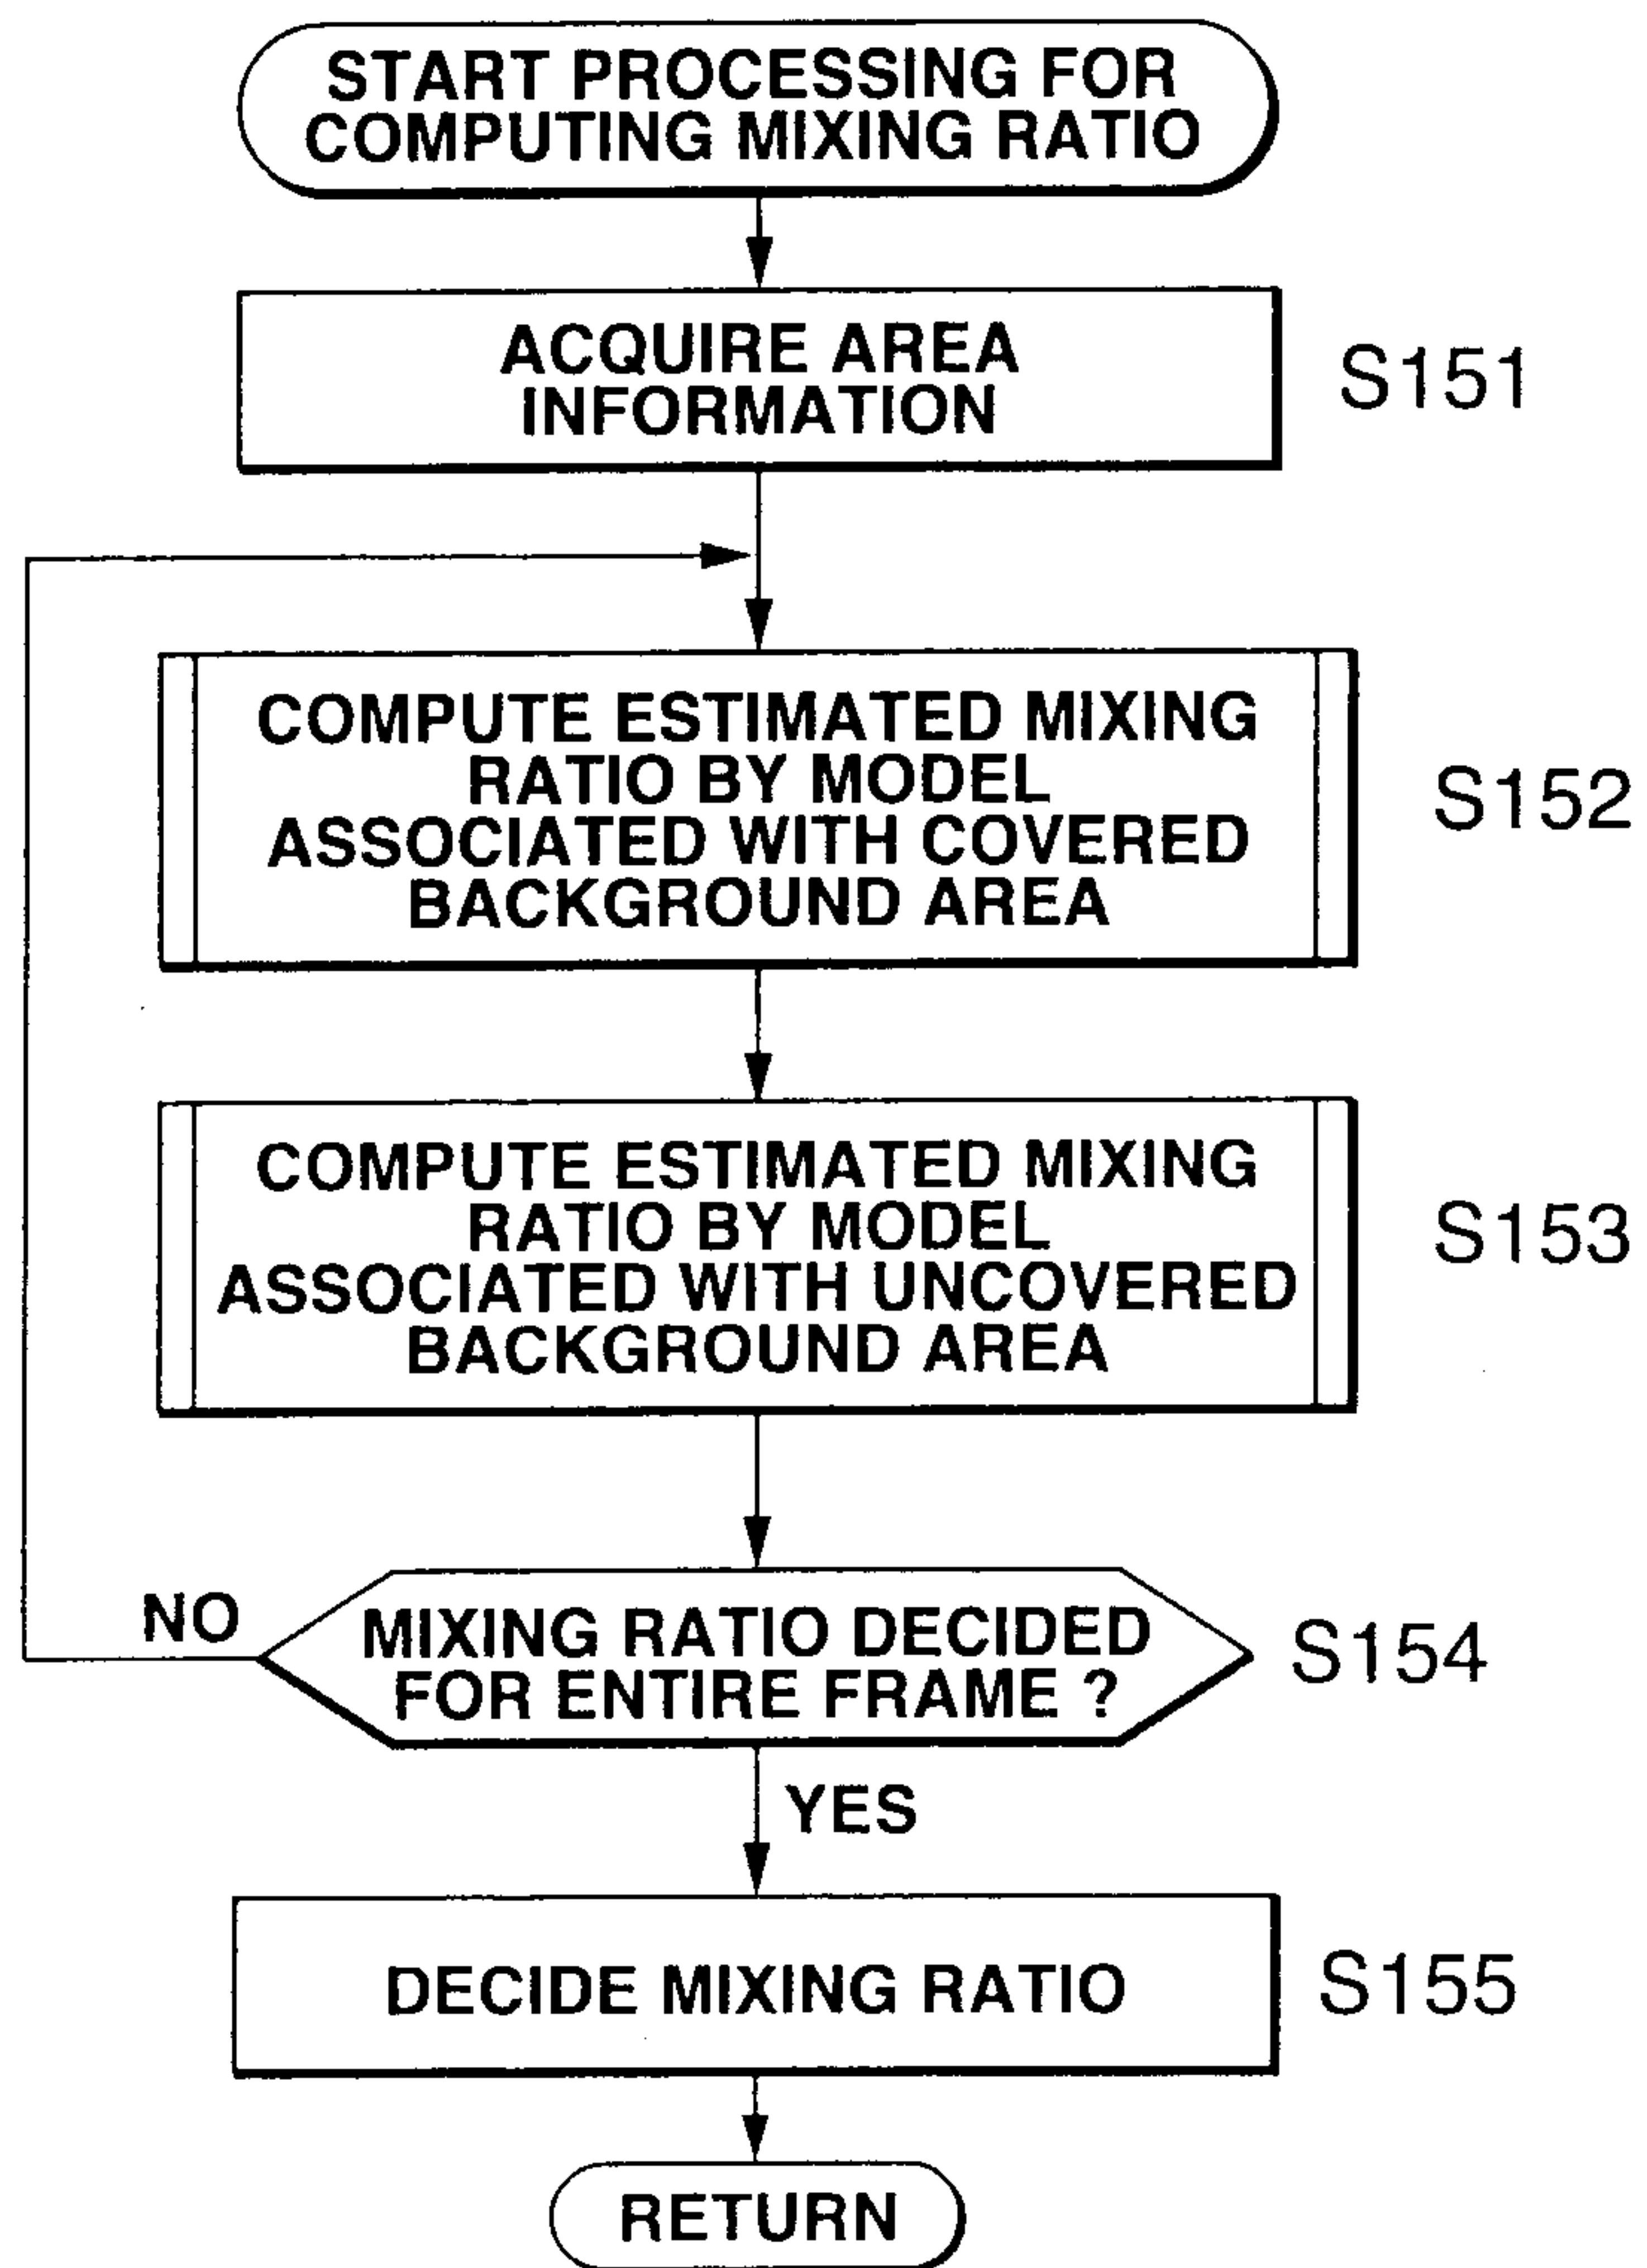 START PROCESSING FOR
COMPUTING MIXING RATIO
ACQUIRE AREA
INFORMATION
S151
COMPUTE ESTIMATED MIXING
RATIO BY MODEL
ASSOCIATED WITH COVERED
BACKGROUND AREA
S152
COMPUTE ESTIMATED MIXING
RATIO BY MODEL
ASSOCIATED WITH UNCOVERED
BACKGROUND AREA
S153
NO
MIXING RATIO DECIDED
FOR ENTIRE FRAME ?
S154
YES
DECIDE MIXING RATIO
S155
RETURN